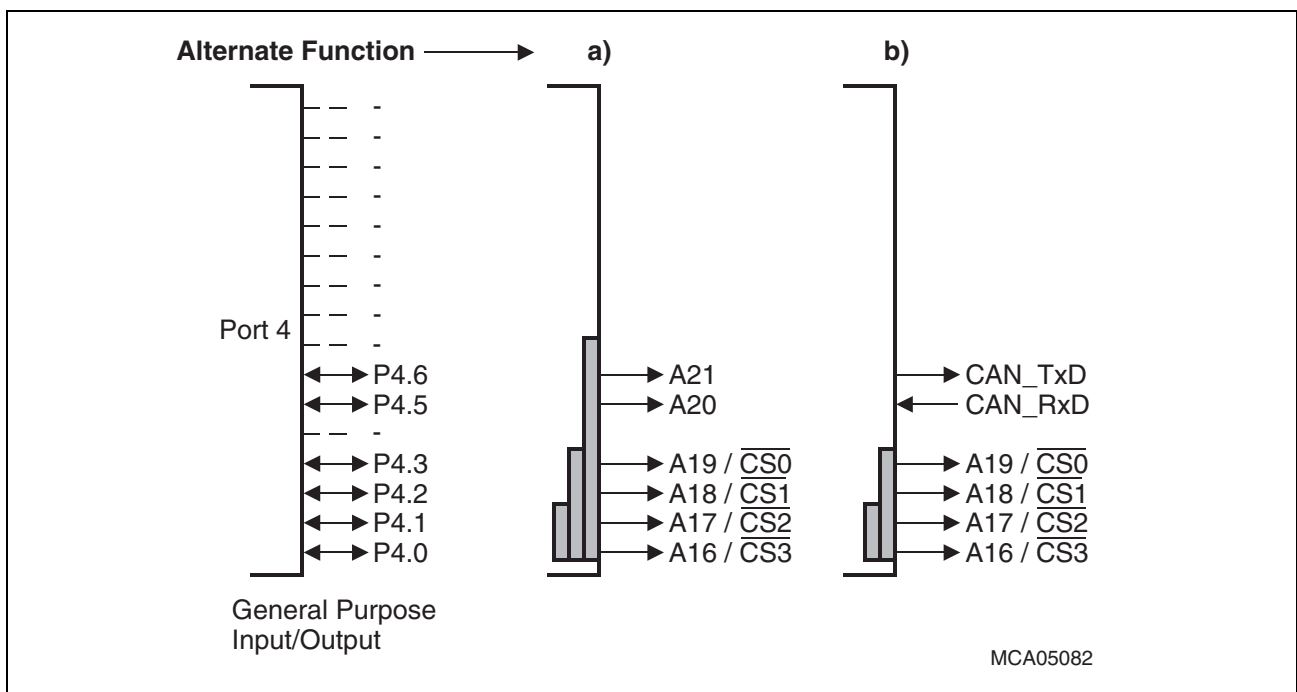 Alternate Function a) b)
-
-
-
-
-
-
-
-
Port 4
-
P4.6 A21 CAN_TxD
P4.5 A20 CAN_RxD
-
P4.3 A19 / CS0 A19 / CS0
P4.2 A18 / CS1 A18 / CS1
P4.1 A17 / CS2 A17 / CS2
P4.0 A16 / CS3 A16 / CS3
General Purpose
Input/Output
MCA05082